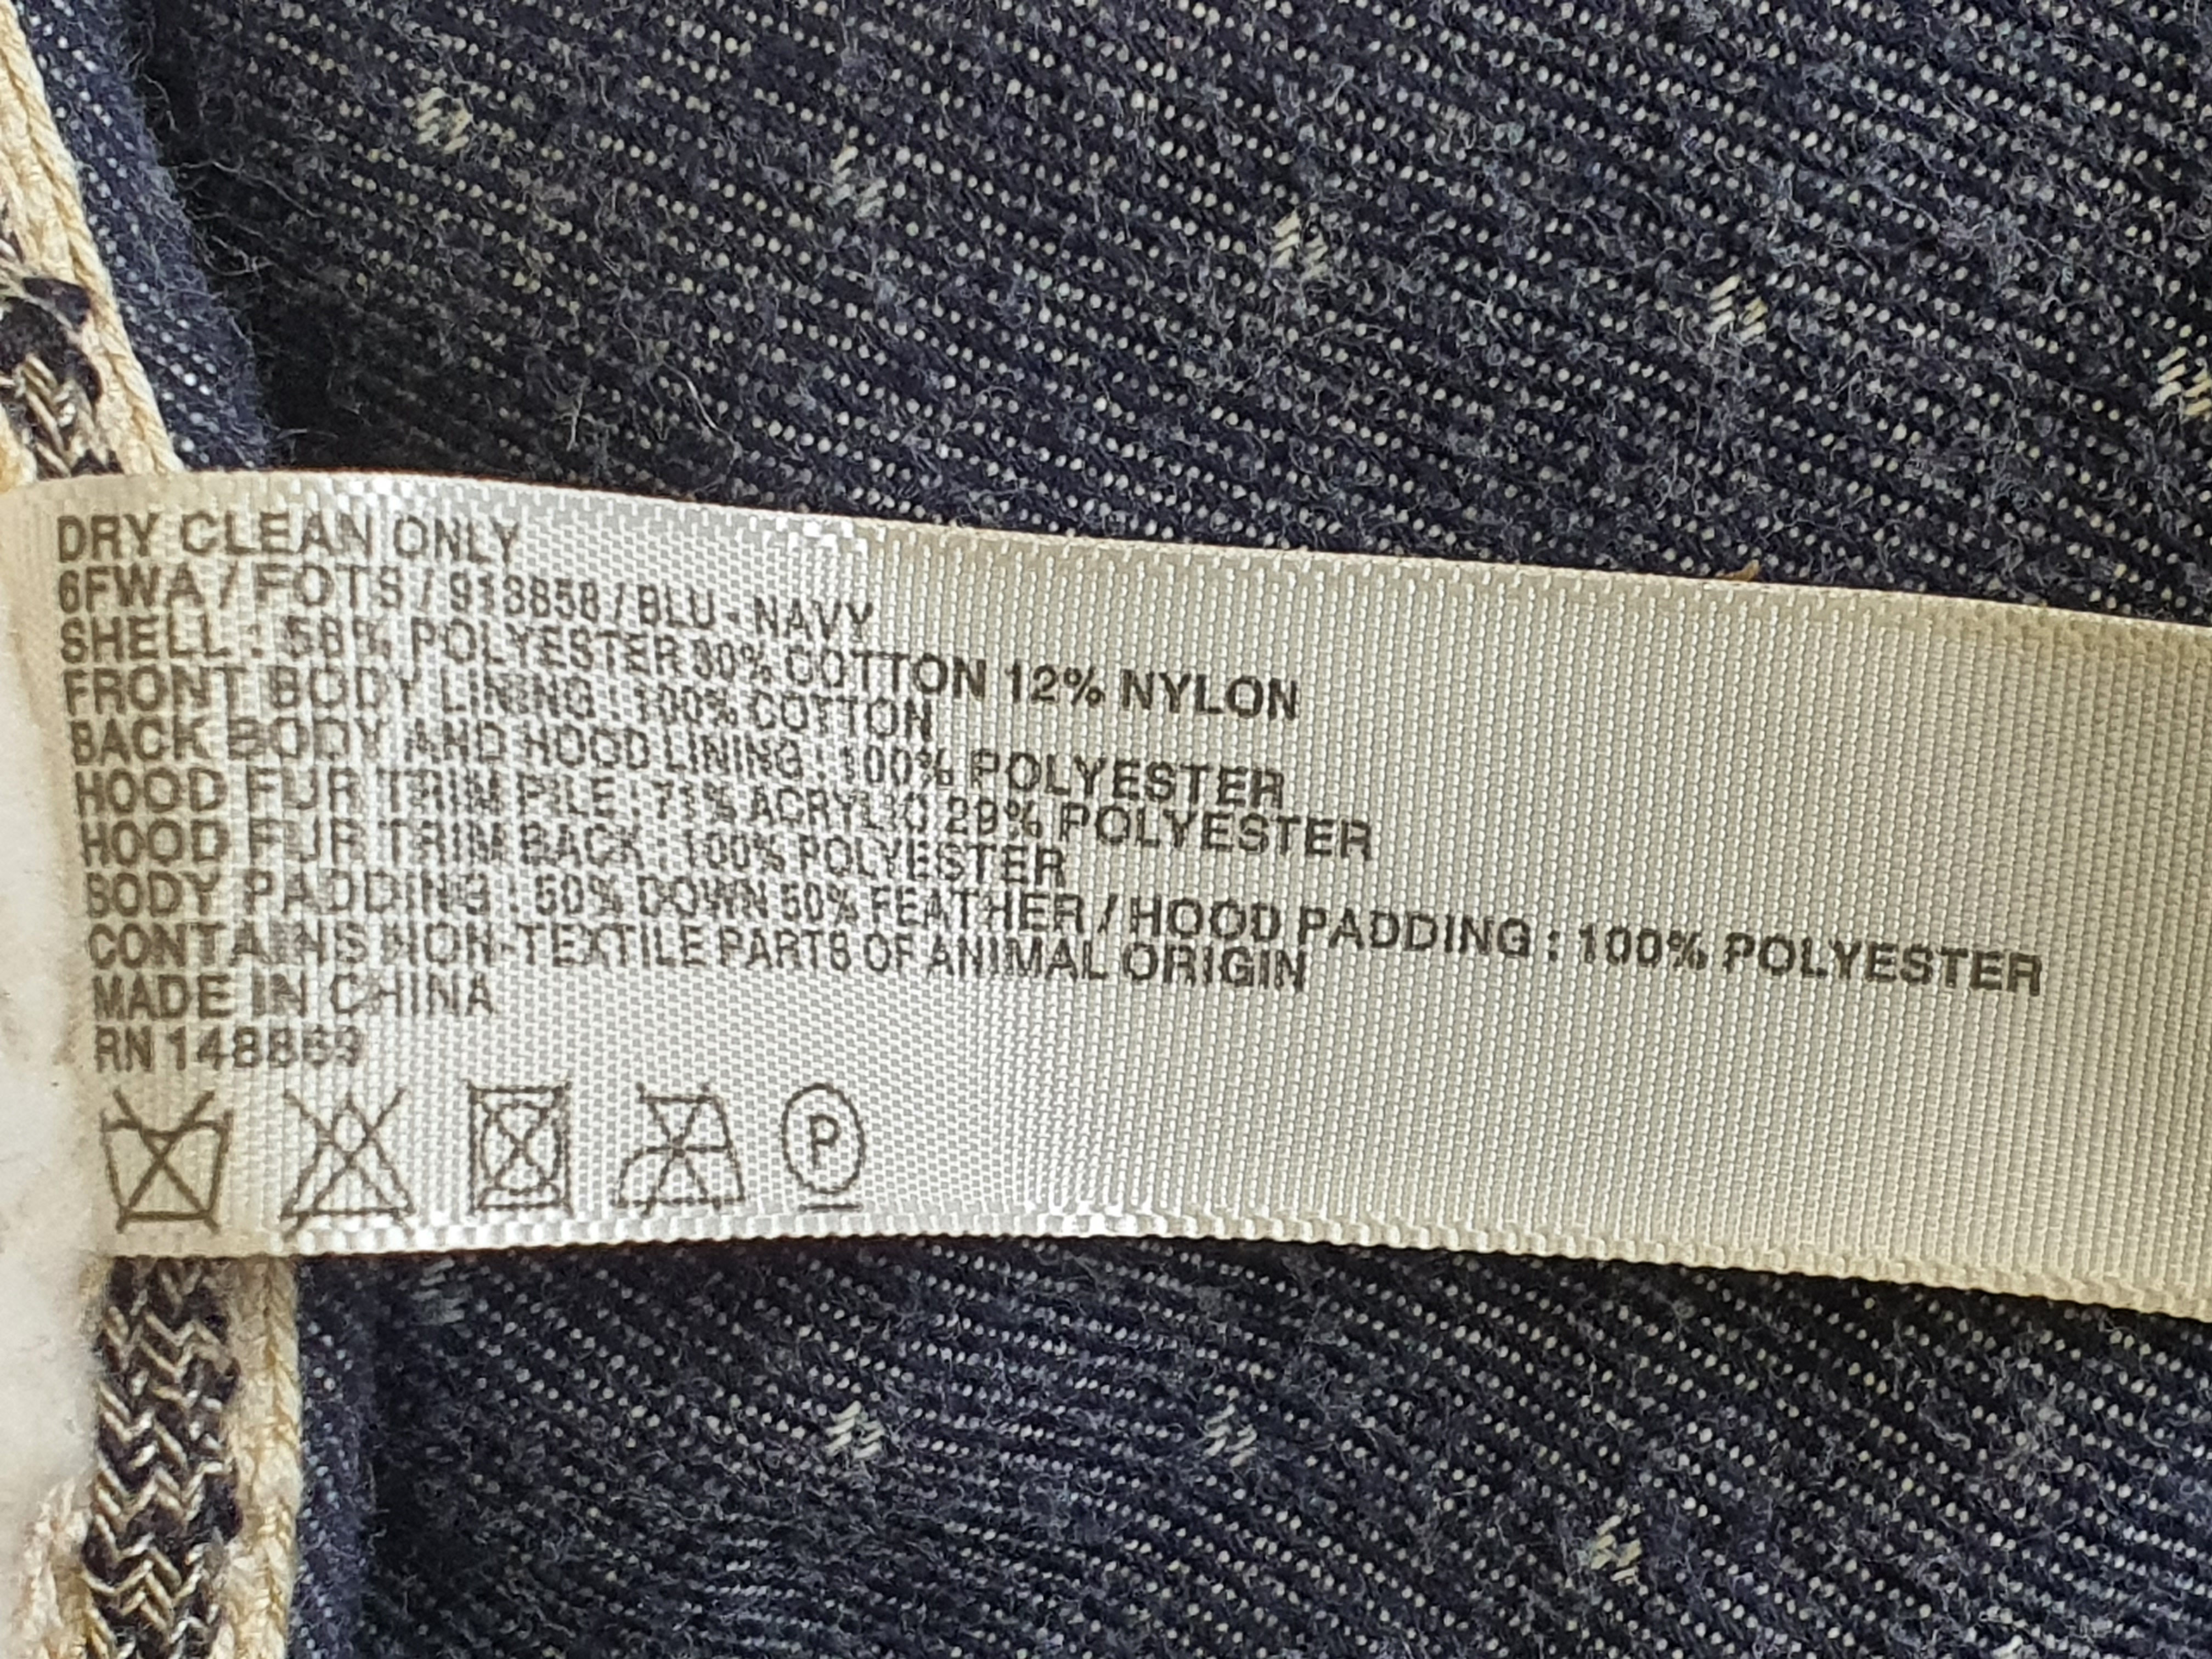 DRY CLEAN ONLY
6FWA / FOTS / 918858 / BLU - NAVY
SHELL : 58% POLYESTER 30% COTTON 12% NYLON
FRONT BODY LINING : 100% COTTON
BACK BODY AND HOOD LINING : 100% POLYESTER
HOOD FUR TRIM PILE : 71% ACRYLIC 29% POLYESTER
HOOD FUR TRIM BACK : 100% POLYESTER
BODY PADDING : 50% DOWN 50% FEATHER / HOOD PADDING : 100% POLYESTER
CONTAINS NON-TEXTILE PARTS OF ANIMAL ORIGIN
MADE IN CHINA
RN 148869
P